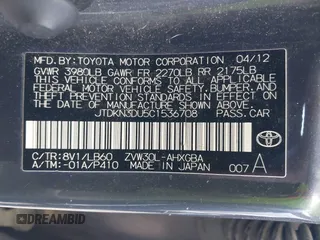 MFD.BY: TOYOTA MOTOR CORPORATION 04/12
GVWR 3980LB GAWR FR 2270LB RR 2175LB
THIS VEHICLE CONFORMS TO ALL APPLICABLE
FEDERAL MOTOR VEHICLE SAFETY, BUMPER,
AND THEFT PREVENTION STANDARDS IN
EFFECT ON THE DATE OF MANUFACTURE
SHOWN ABOVE.
JTDKN3DU5C1536708 PASS.CAR
C/TR: 8V1/LB60 ZVW30L-AHXGBA
A/TM: -01A/P410 MADE IN JAPAN 007 A
TOYOTA
DREAMBID